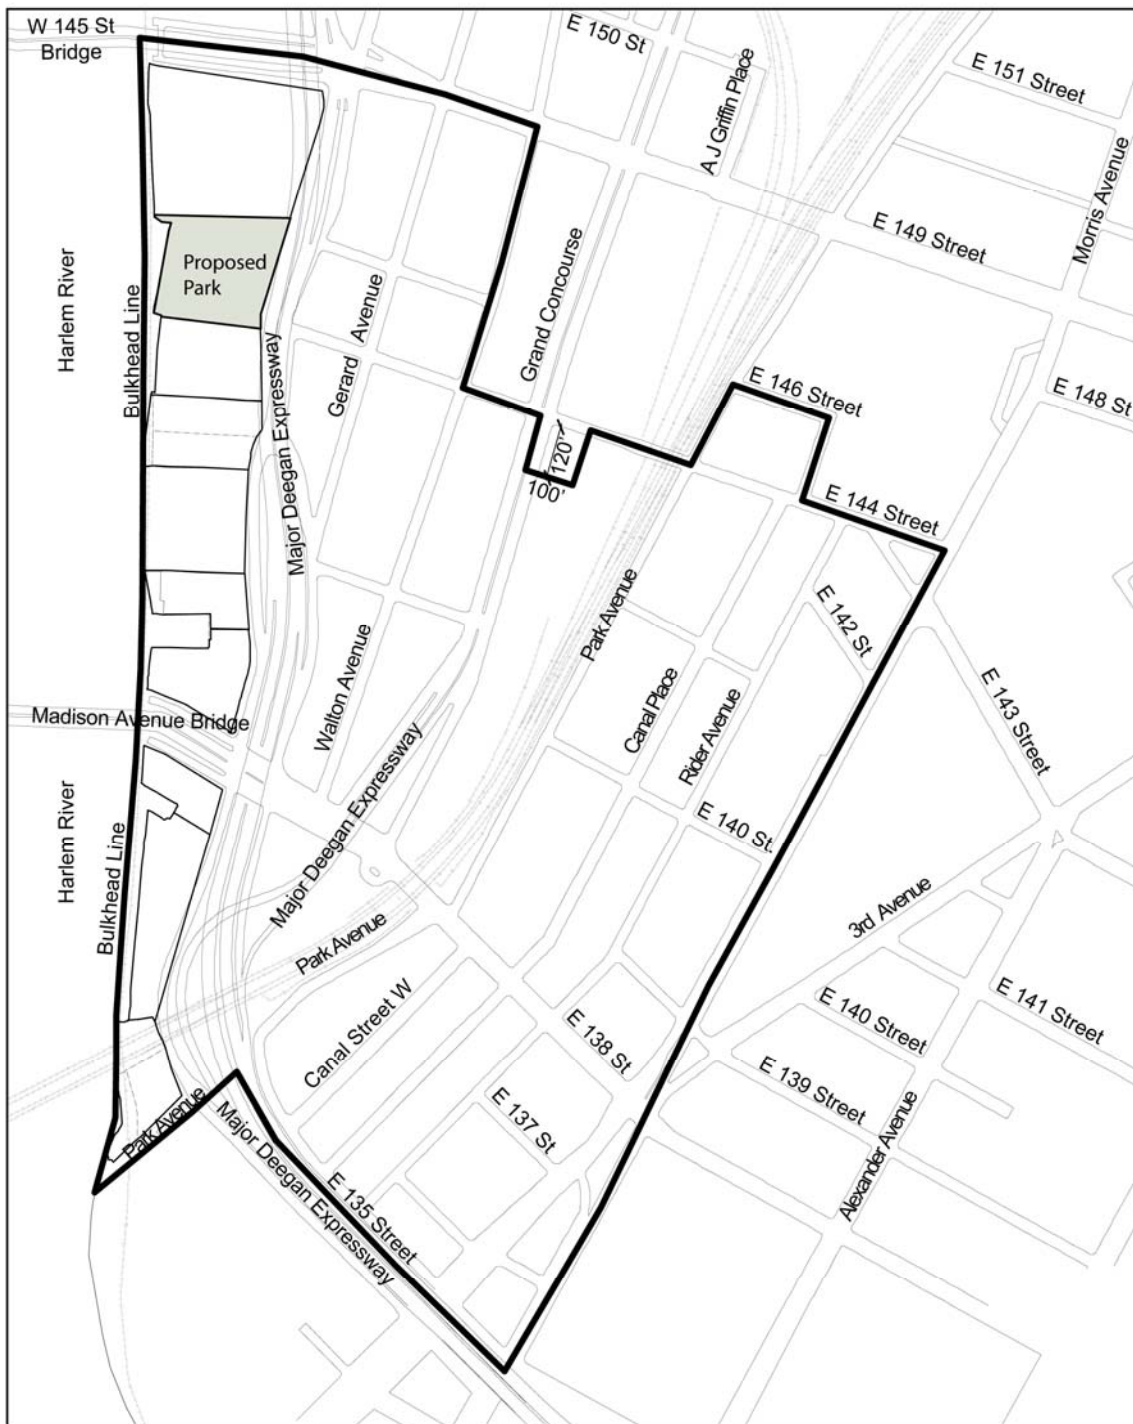 W 145 St
Bridge
E 150 St
A J Griffin Place
E 151 Street
Morris Avenue
E 149 Street
Harlem River
Bulkhead Line
Proposed
Park
Gerard Avenue
Grand Concourse
Major Deegan Expressway
E 146 Street
E 148 St
120'
100'
E 144 Street
Park Avenue
E 142 St
E 143 Street
Walton Avenue
Canal Place
Rider Avenue
Madison Avenue Bridge
Harlem River
Bulkhead Line
Major Deegan Expressway
E 140 St.
3rd Avenue
Park Avenue
Canal Street W
E 138 St
E 140 Street
E 141 Street
E 139 Street
E 137 St
Alexander Avenue
Park Avenue
Major Deegan Expressway
E 135 Street